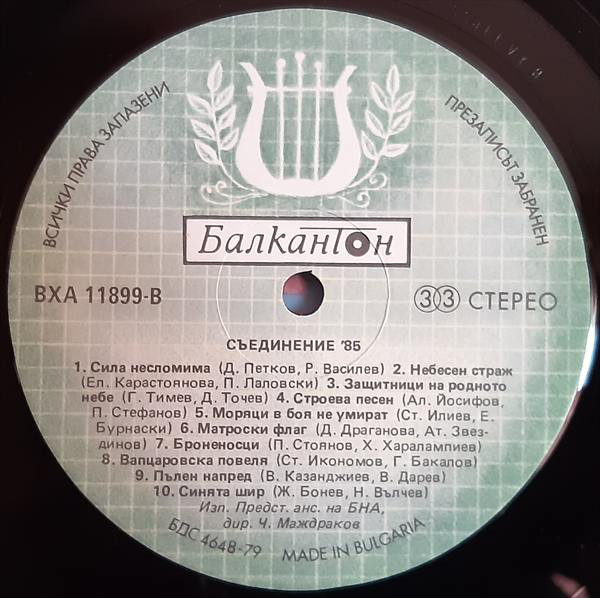 ВСИЧКИ ПРАВА ЗАПАЗЕНИ
ПРЕЗАПИСЪТ ЗАБРАНЕН
Балкантон
ВХА 11899-В
33 СТЕРЕО
СЪЕДИНЕНИЕ '85
1. Сила несломима (Д. Петков, Р. Василев) 2. Небесен страж
(Ел. Карастоянова, П. Лаловски) 3. Защитници на родното
небе (Г. Тимев, Д. Точев) 4. Строева песен (Ал. Йосифов,
П. Стефанов) 5. Моряци в боя не умират (Ст. Илиев, Е.
Бурнаски) 6. Матроски флаг (Д. Драганова, Ат. Звез-
динов) 7. Броненосци (П. Стоянов, Х. Харалампиев)
8. Вапцаровска повеля (Ст. Икономов, Г. Бакалов)
9. Пълен напред (В. Казанджиев, В. Дарев)
10. Синята шир (Ж. Бонев, Н. Вълчев)
Изп. Предст. анс. на БНА,
дир. Ч. Маждраков
БДС 4648-79 MADE IN BULGARIA